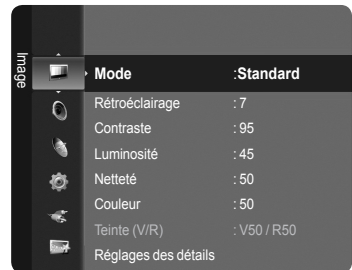 Image
Mode :Standard
Rétroéclairage : 7
Contraste : 95
Luminosité : 45
Netteté : 50
Couleur : 50
Teinte (V/R) : V50 / R50
Réglages des détails